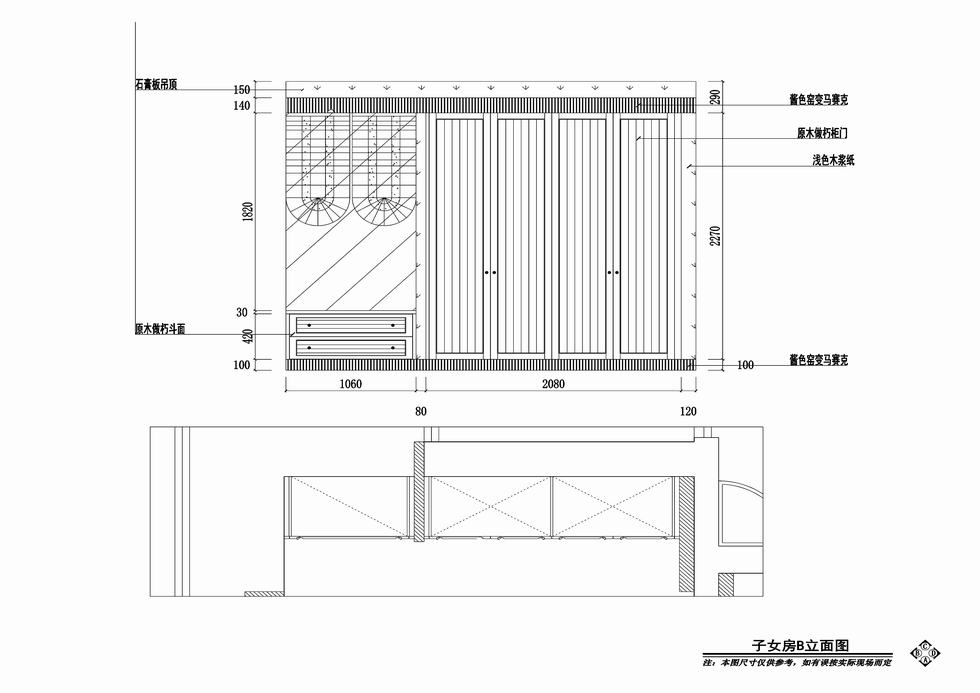 石膏板吊顶
150
140
290
酱色窑变马赛克
原木做朽柜门
浅色木浆纸
1820
2270
30
原木做朽斗面
420
100
100
酱色窑变马赛克
1060
2080
80
120
子女房B立面图
注：本图尺寸仅供参考，如有误按实际现场而定
C
B
D
A